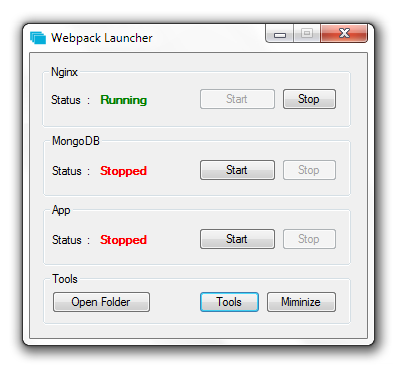 Webpack Launcher
Nginx
Status : Running Start Stop
MongoDB
Status : Stopped Start Stop
App
Status : Stopped Start Stop
Tools
Open Folder Tools Miminize